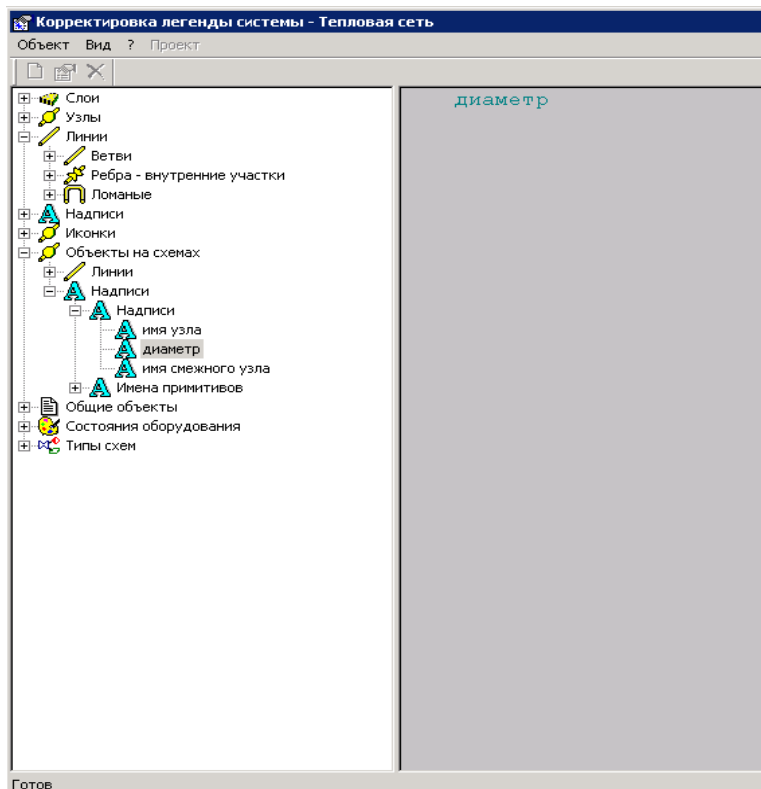 Корректировка легенды системы - Тепловая сеть
Объект Вид ? Проект
Слои
диаметр
Узлы
Линии
Ветви
Ребра - внутренние участки
Ломаные
Надписи
Иконки
Объекты на схемах
Линии
Надписи
Надписи
имя узла
диаметр
имя смежного узла
Имена примитивов
Общие объекты
Состояния оборудования
Типы схем
Готов